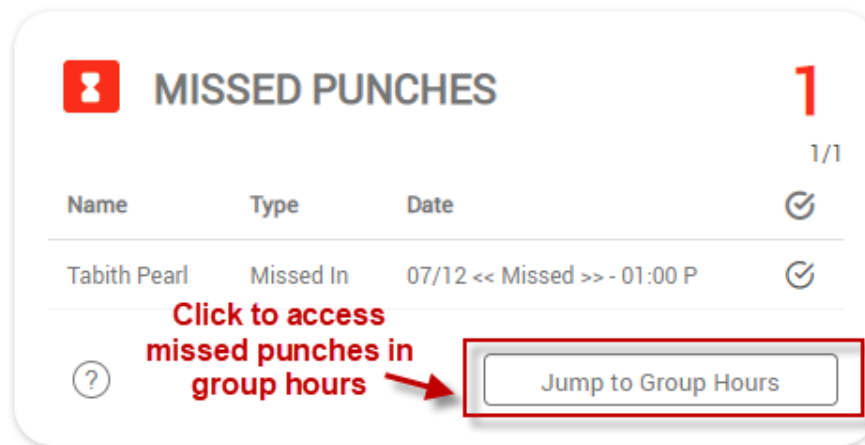 MISSED PUNCHES
1
1/1
Name Type Date
Tabith Pearl Missed In 07/12 << Missed >> - 01:00 P
Click to access
missed punches in
group hours
? Jump to Group Hours